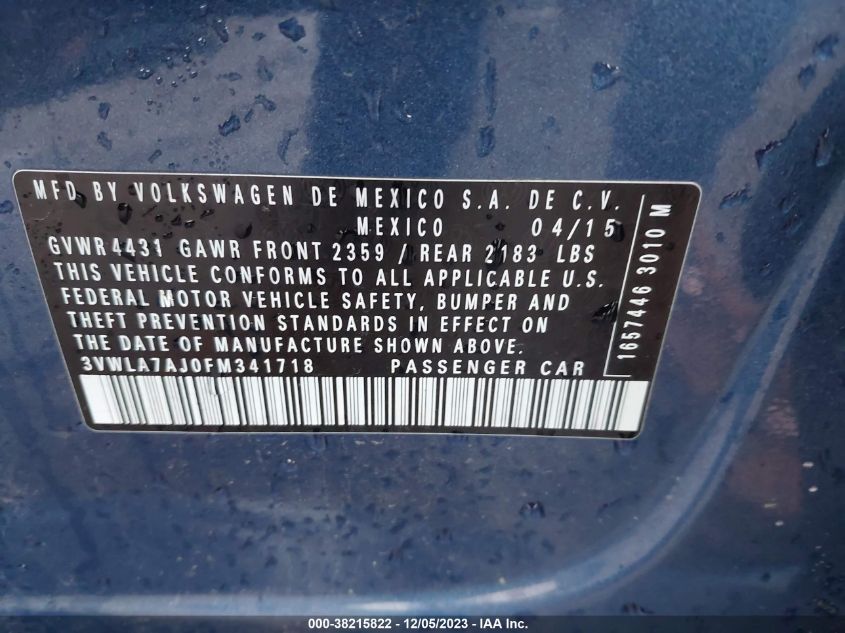 MFD BY VOLKSWAGEN DE MEXICO S.A. DE C.V.
MEXICO 04/15
GVWR 4431 GAWR FRONT 2359 / REAR 2183 LBS
THIS VEHICLE CONFORMS TO ALL APPLICABLE U.S.
FEDERAL MOTOR VEHICLE SAFETY, BUMPER AND
THEFT PREVENTION STANDARDS IN EFFECT ON
THE DATE OF MANUFACTURE SHOWN ABOVE.
3VWLA7AJ0FM341718 PASSENGER CAR
1657446 3010 M
000-38215822 - 12/05/2023 - IAA Inc.